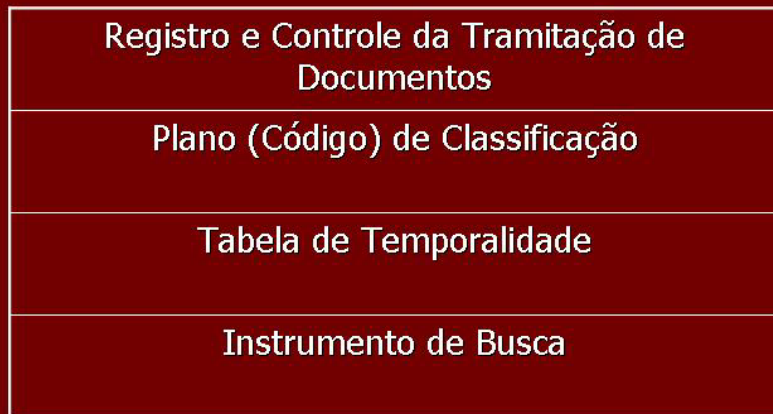 Registro e Controle da Tramitação de
Documentos
Plano (Código) de Classificação
Tabela de Temporalidade
Instrumento de Busca